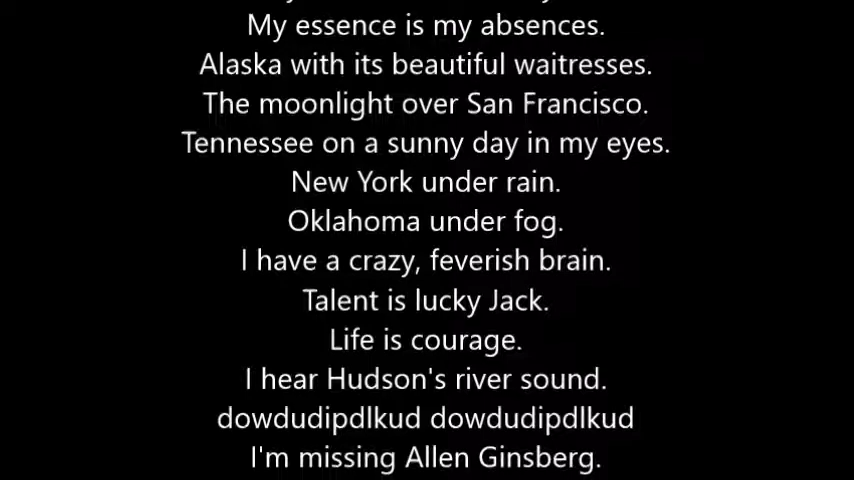 My essence is my absences.
Alaska with its beautiful waitresses.
The moonlight over San Francisco.
Tennessee on a sunny day in my eyes.
New York under rain.
Oklahoma under fog.
I have a crazy, feverish brain.
Talent is lucky Jack.
Life is courage.
I hear Hudson's river sound.
dowdudipdlkud dowdudipdlkud
I'm missing Allen Ginsberg.